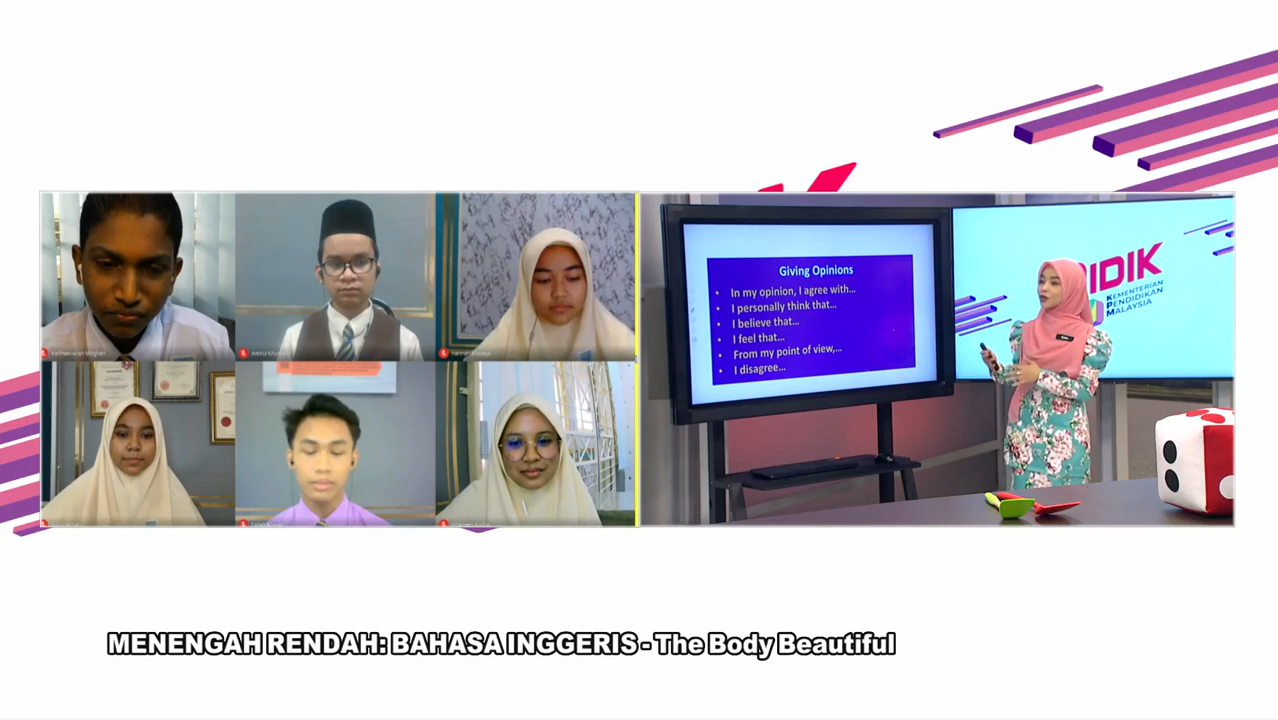 Giving Opinions
• In my opinion, I agree with...
• I personally think that...
• I believe that...
• I feel that...
• From my point of view,...
• I disagree...
IDIK
KEMENTERIAN
PENDIDIKAN
MALAYSIA
MENENGAH RENDAH: BAHASA INGGERIS - The Body Beautiful